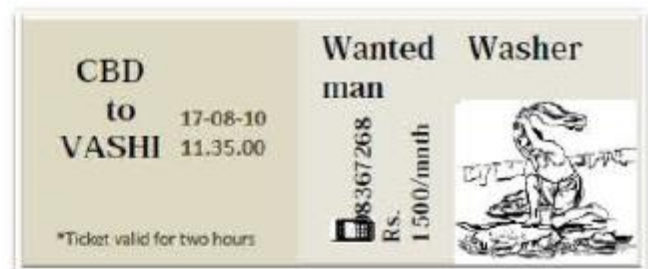 CBD
to
VASHI
17-08-10
11.35.00
*Ticket valid for two hours
Wanted Washer
man
98367268
Rs.
1500/mnth